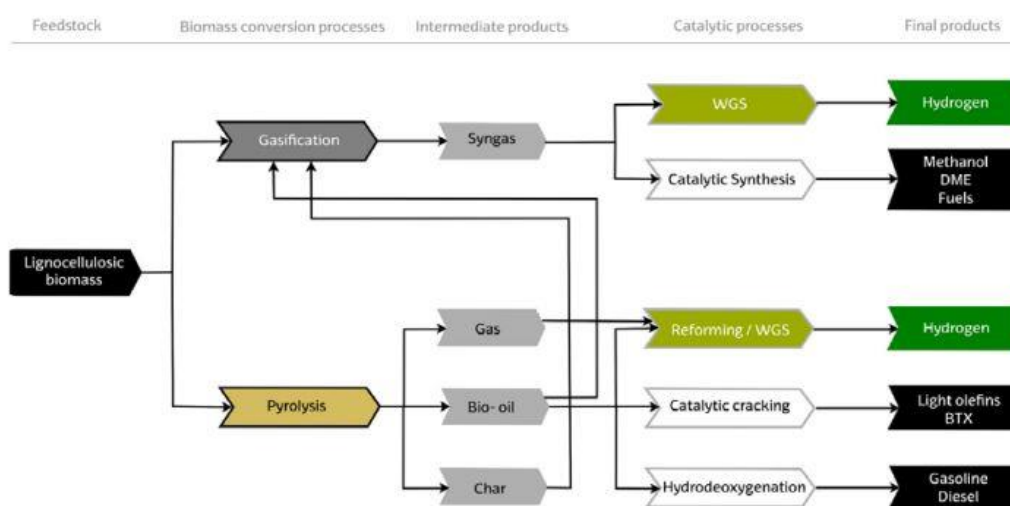 Feedstock
Biomass conversion processes
Intermediate products
Catalytic processes
Final products
WGS
Hydrogen
Gasification
Syngas
Catalytic Synthesis
Methanol
DME
Fuels
Lignocellulosic
biomass
Gas
Reforming / WGS
Hydrogen
Pyrolysis
Bio- oil
Catalytic cracking
Light olefins
BTX
Char
Hydrodeoxygenation
Gasoline
Diesel